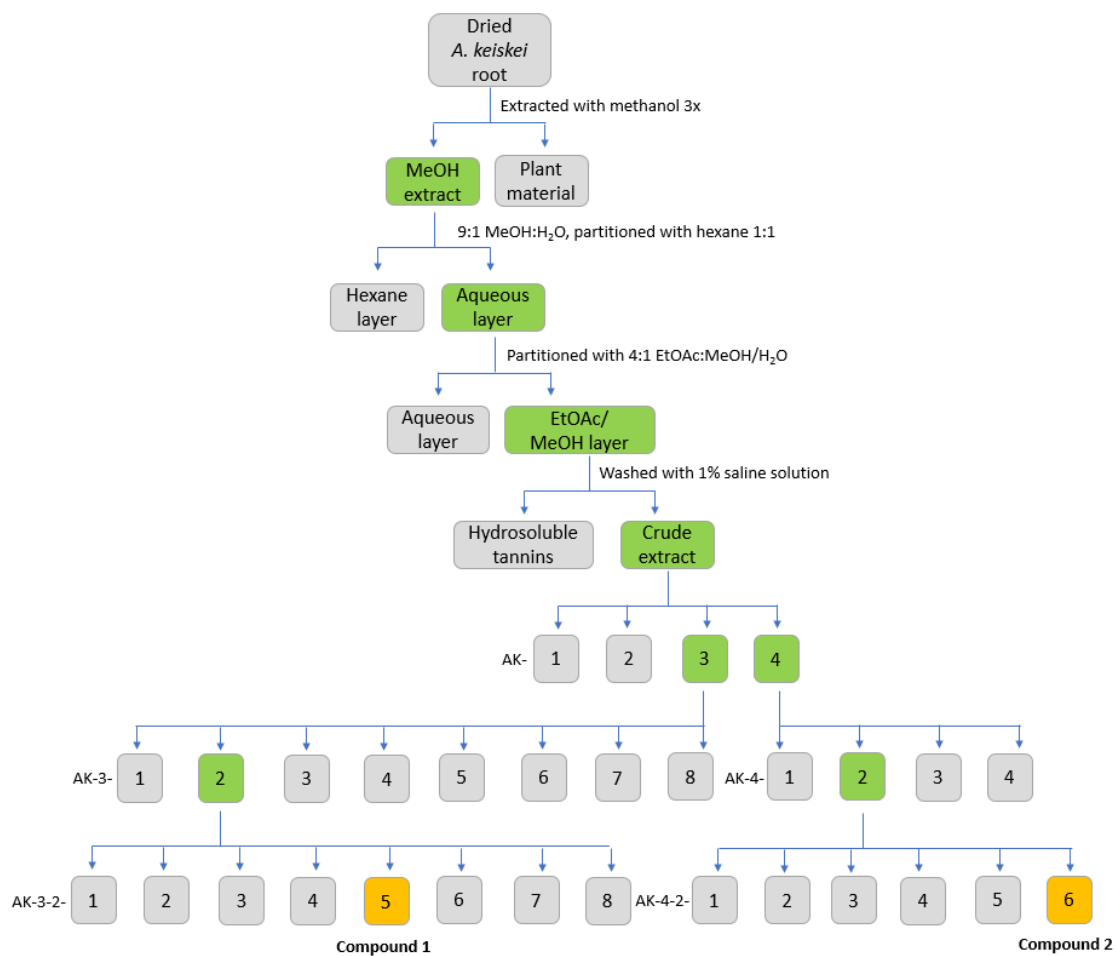 Dried
A. keiskei
root
Extracted with methanol 3x
MeOH
extract
Plant
material
9:1 MeOH:H₂O, partitioned with hexane 1:1
Hexane
layer
Aqueous
layer
Partitioned with 4:1 EtOAc:MeOH/H₂O
Aqueous
layer
EtOAc/
MeOH layer
Washed with 1% saline solution
Hydrosoluble
tannins
Crude
extract
AK- 1 2 3 4
AK-3- 1 2 3 4 5 6 7 8
AK-4- 1 2 3 4
AK-3-2- 1 2 3 4 5 6 7 8
AK-4-2- 1 2 3 4 5 6
Compound 1
Compound 2